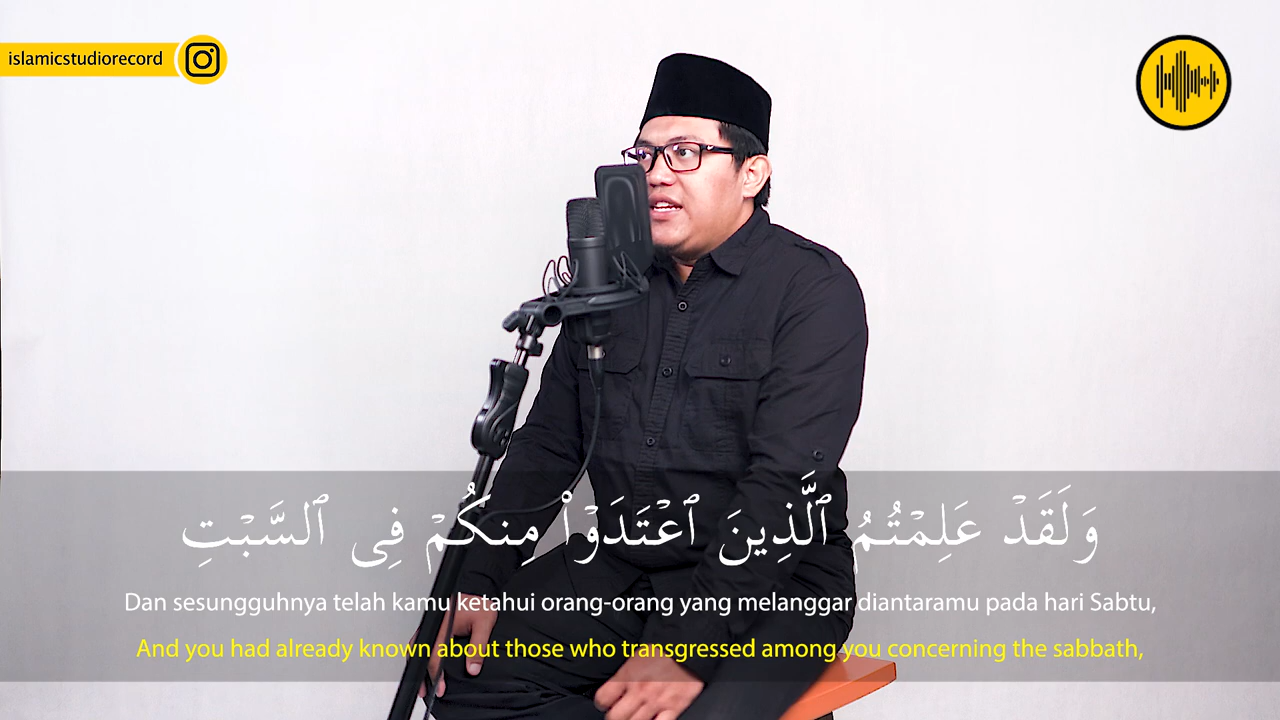 islamicstudiorecord
وَلَقَدْ عَلِمْتُمُ ٱلَّذِينَ ٱعْتَدَوْا۟ مِنكُمْ فِى ٱلسَّبْتِ
Dan sesungguhnya telah kamu ketahui orang-orang yang melanggar diantaramu pada hari Sabtu,
And you had already known about those who transgressed among you concerning the sabbath,